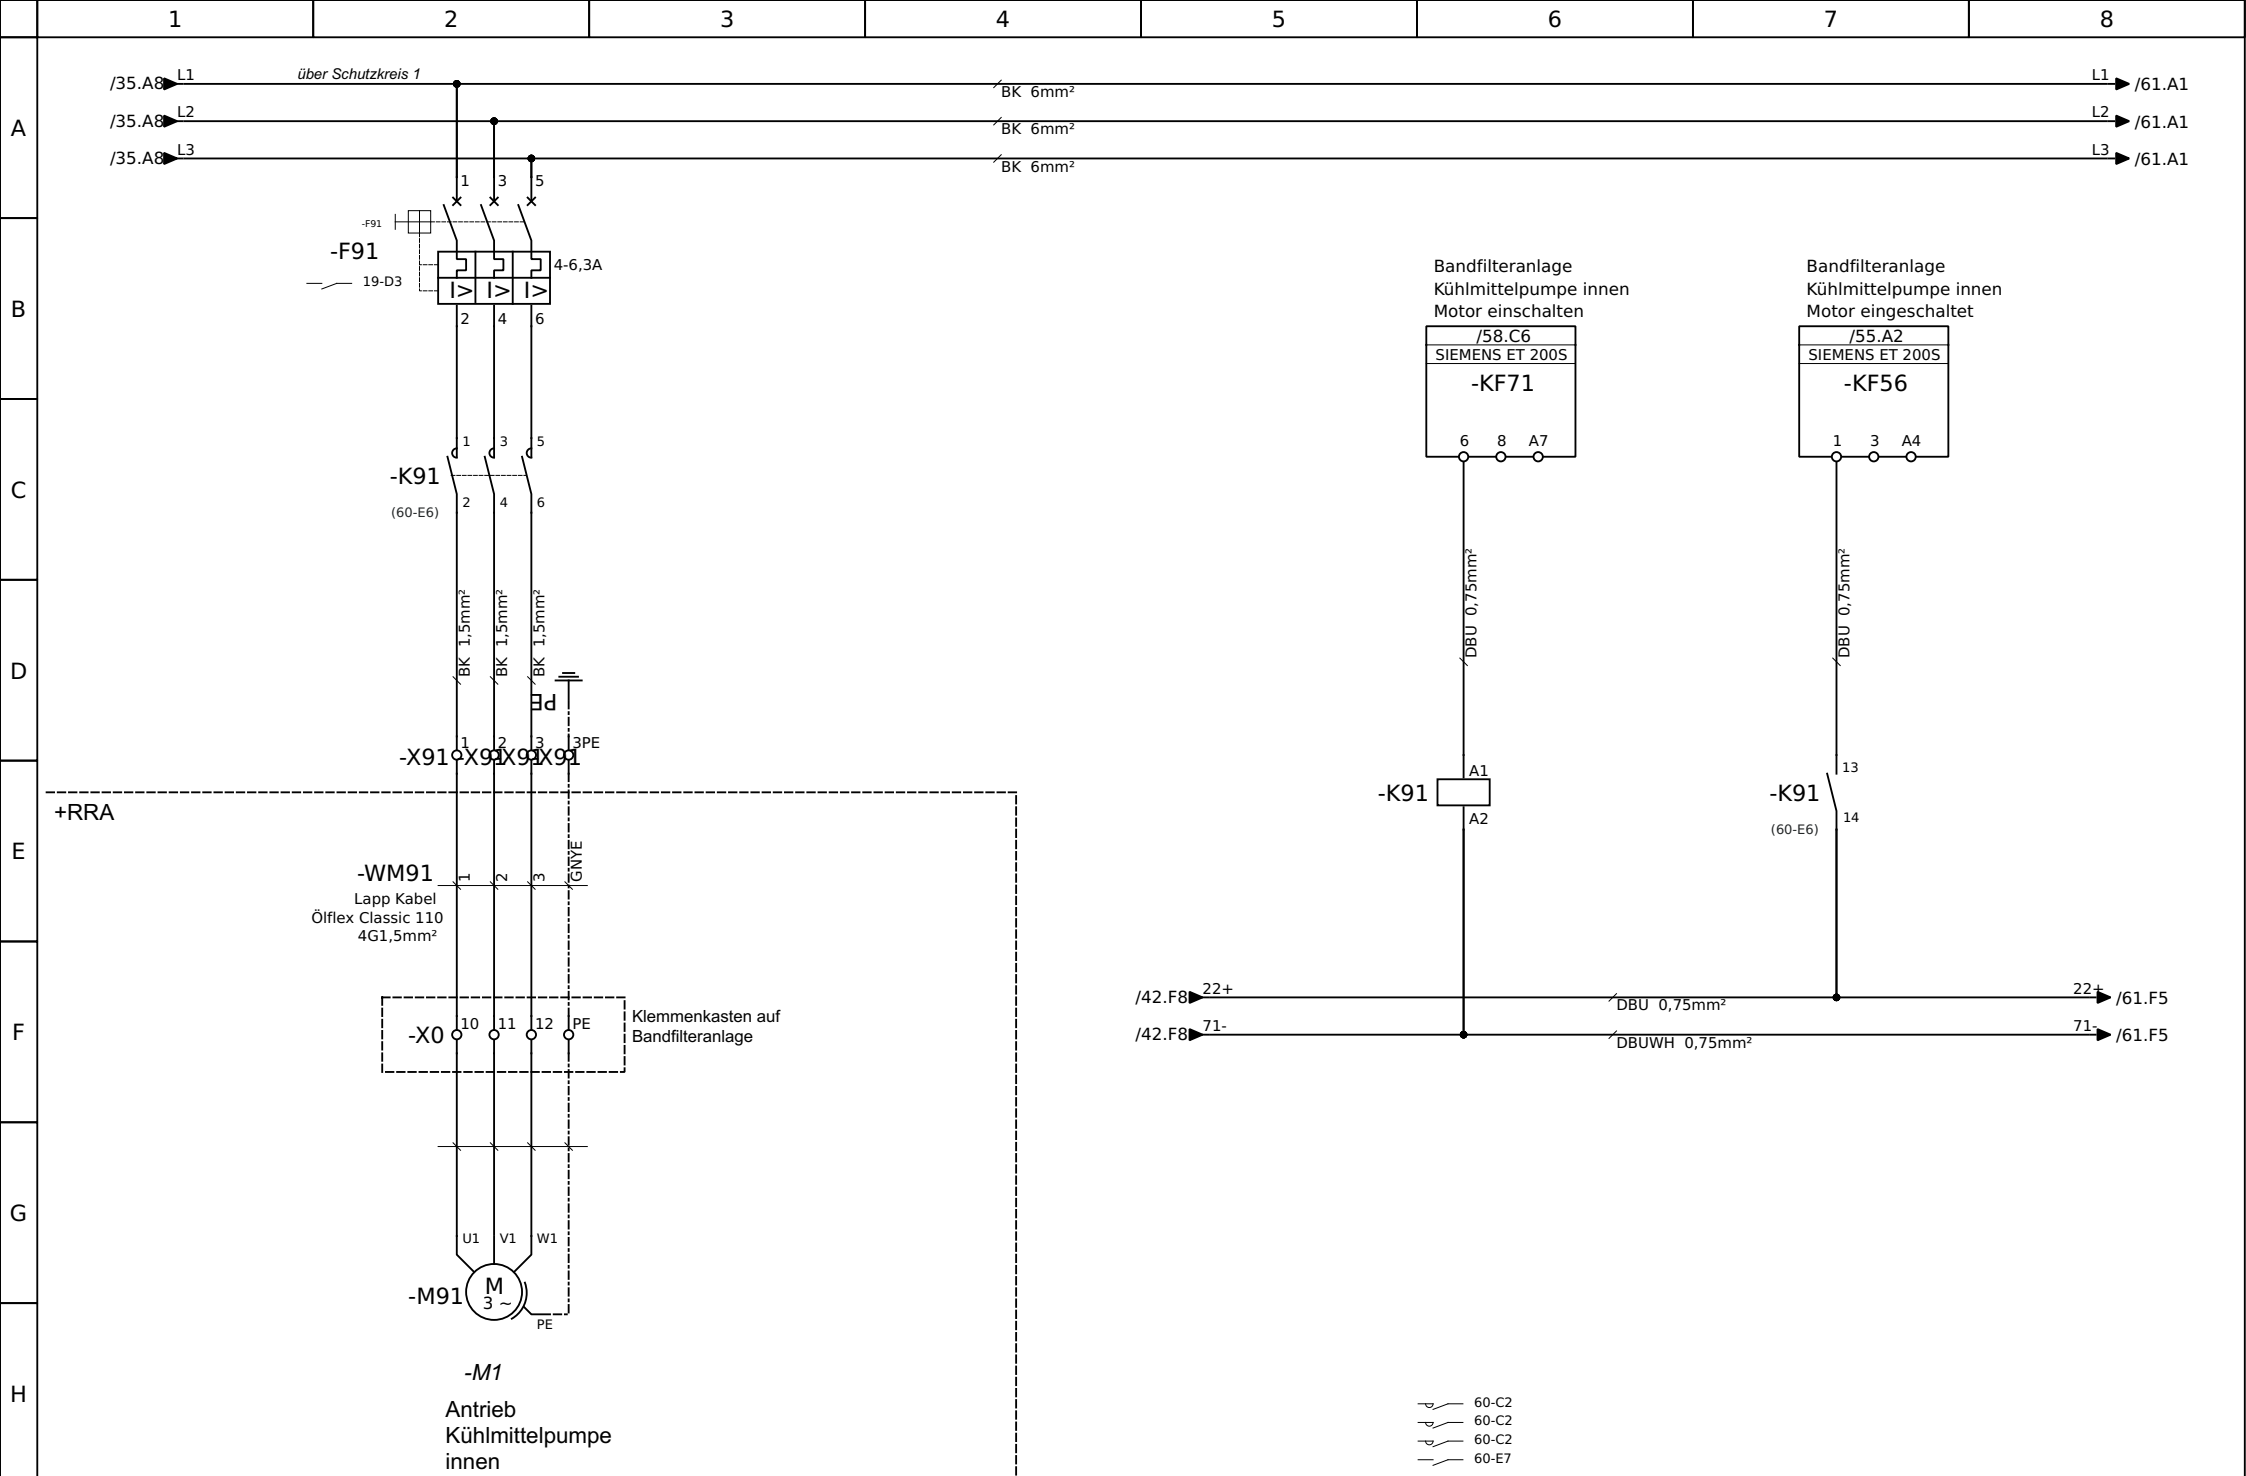 1 2 3 4 5 6 7 8
A
/35.A8 L1 über Schutzkreis 1 BK 6mm² L1 /61.A1
/35.A8 L2 BK 6mm² L2 /61.A1
/35.A8 L3 BK 6mm² L3 /61.A1
1 3 5
B
-F91
-F91
4-6,3A
19-D3
I> I> I>
2 4 6
Bandfilteranlage
Kühlmittelpumpe innen
Motor einschalten
/58.C6
SIEMENS ET 200S
-KF71
6 8 A7
Bandfilteranlage
Kühlmittelpumpe innen
Motor eingeschaltet
/55.A2
SIEMENS ET 200S
-KF56
1 3 A4
C
1 3 5
-K91
2 4 6
(60-E6)
D
BK 1,5mm²
BK 1,5mm²
BK 1,5mm²
DBU 0,75mm²
DBU 0,75mm²
PE
1 2 3 3PE
-X91 -X91 -X91 -X91
E
+RRA
A1
-K91
A2
13
-K91
14
(60-E6)
-WM91 1 2 3 GNYE
Lapp Kabel
Ölflex Classic 110
4G1,5mm²
F
/42.F8 22+ DBU 0,75mm² 22+ /61.F5
/42.F8 71- DBUWH 0,75mm² 71- /61.F5
-X0 10 11 12 PE
Klemmenkasten auf
Bandfilteranlage
G
U1 V1 W1
-M91
M
3 ~
PE
H
-M1
Antrieb
Kühlmittelpumpe
innen
60-C2
60-C2
60-C2
60-E7